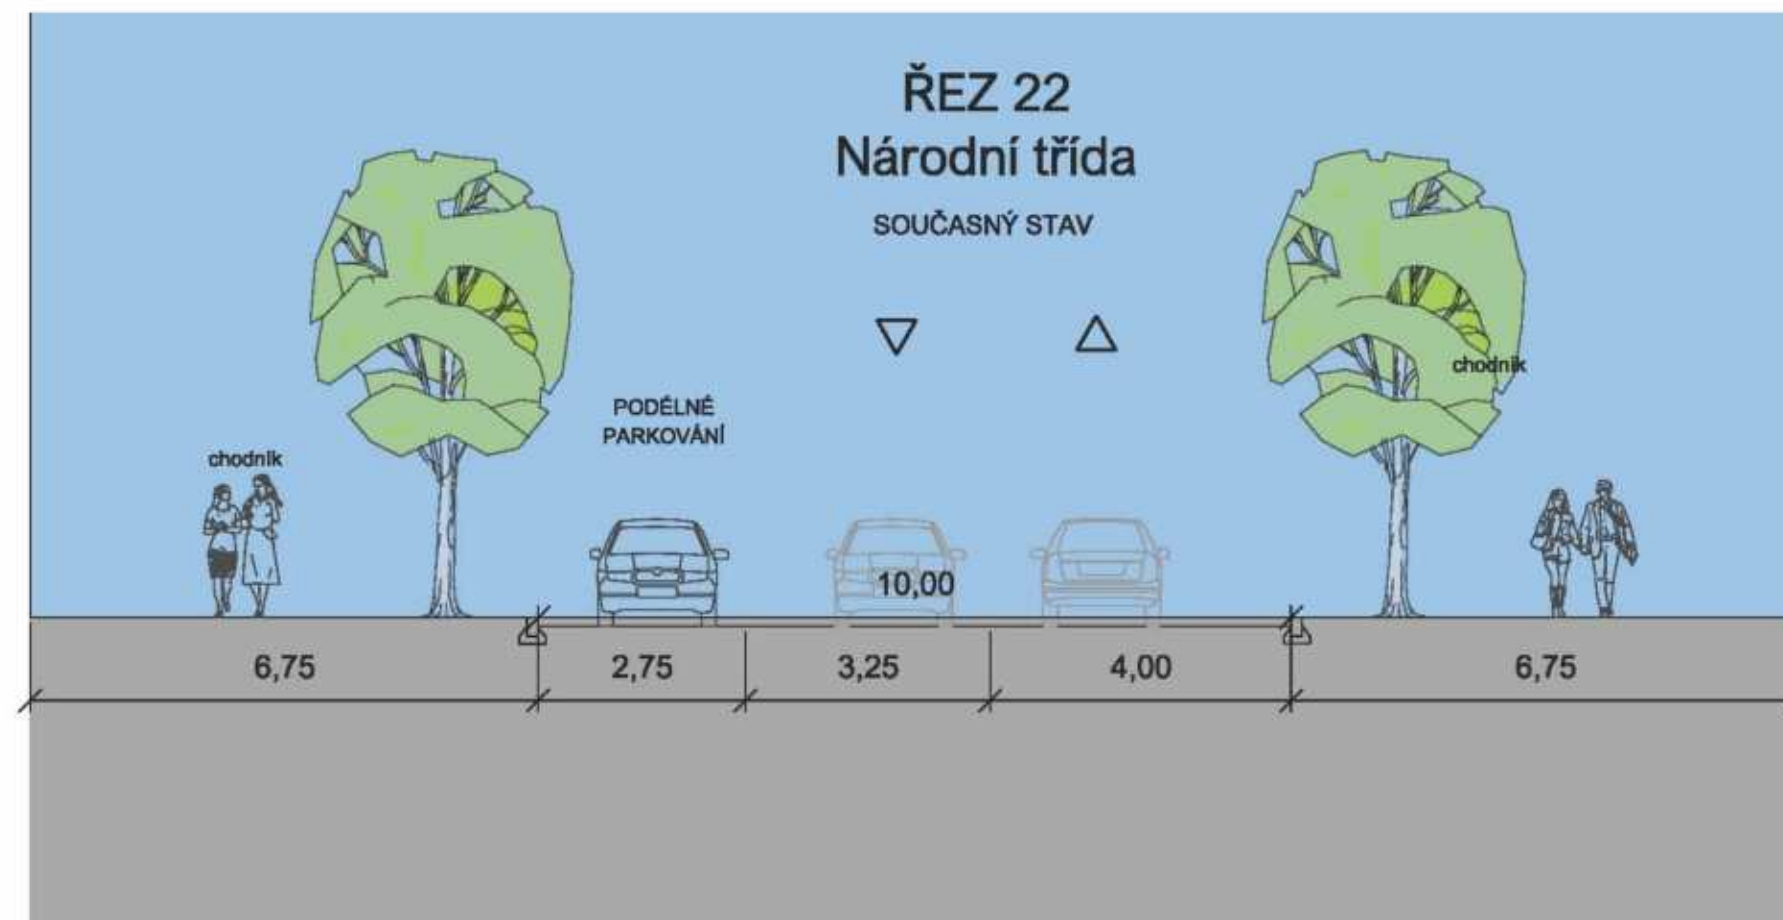 ŘEZ 22
Národní třída
SOUČASNÝ STAV
chodník
PODÉLNÉ
PARKOVÁNÍ
chodník
10,00
6,75
2,75
3,25
4,00
6,75